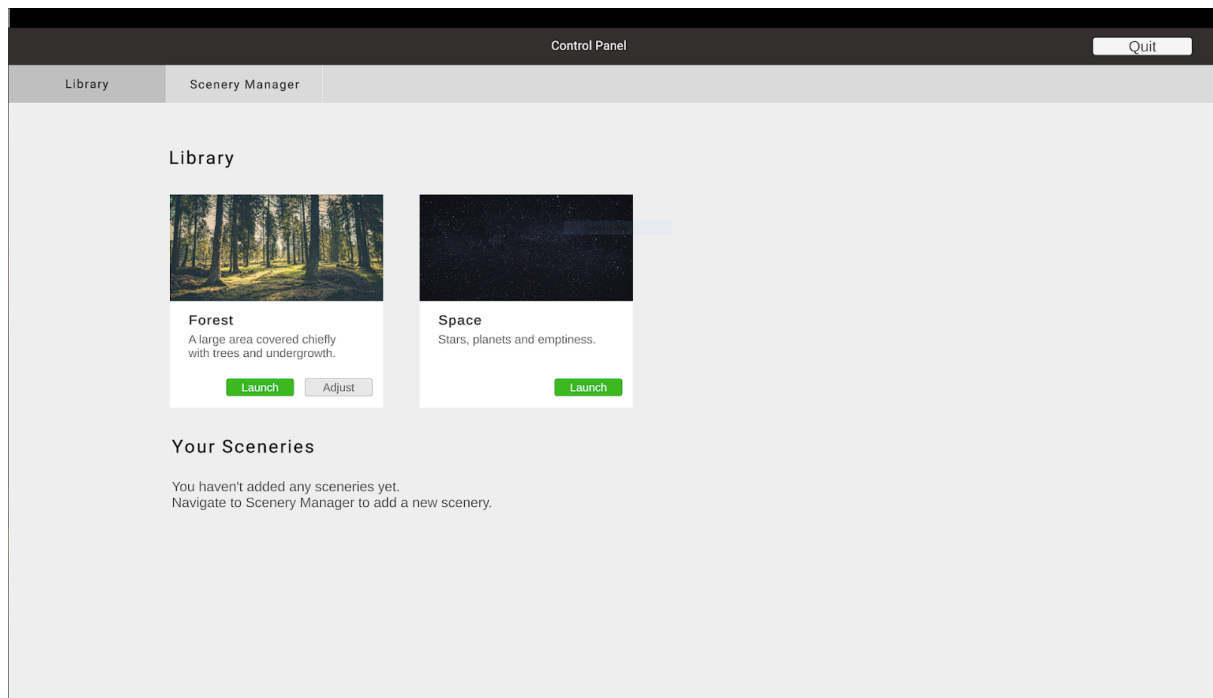 Control Panel
Quit
Library
Scenery Manager
Library
Forest
A large area covered chiefly
with trees and undergrowth.
Launch
Adjust
Space
Stars, planets and emptiness.
Launch
Your Sceneries
You haven't added any sceneries yet.
Navigate to Scenery Manager to add a new scenery.